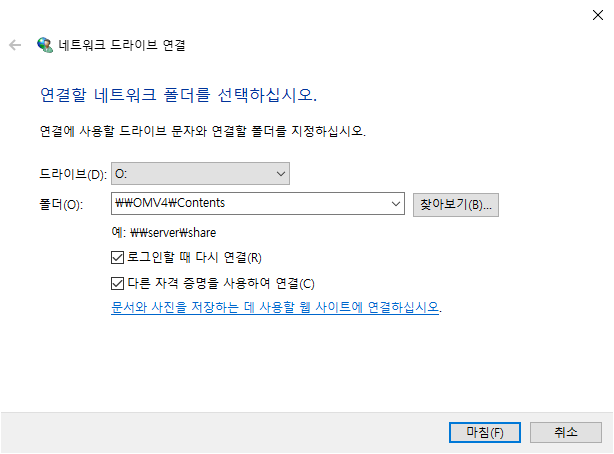 네트워크 드라이브 연결
연결할 네트워크 폴더를 선택하십시오.
연결에 사용할 드라이브 문자와 연결할 폴더를 지정하십시오.
드라이브(D): O:
폴더(O): ₩₩OMV4₩Contents 찾아보기(B)...
예: ₩₩server₩share
로그인할 때 다시 연결(R)
다른 자격 증명을 사용하여 연결(C)
문서와 사진을 저장하는 데 사용할 웹 사이트에 연결하십시오.
마침(F) 취소